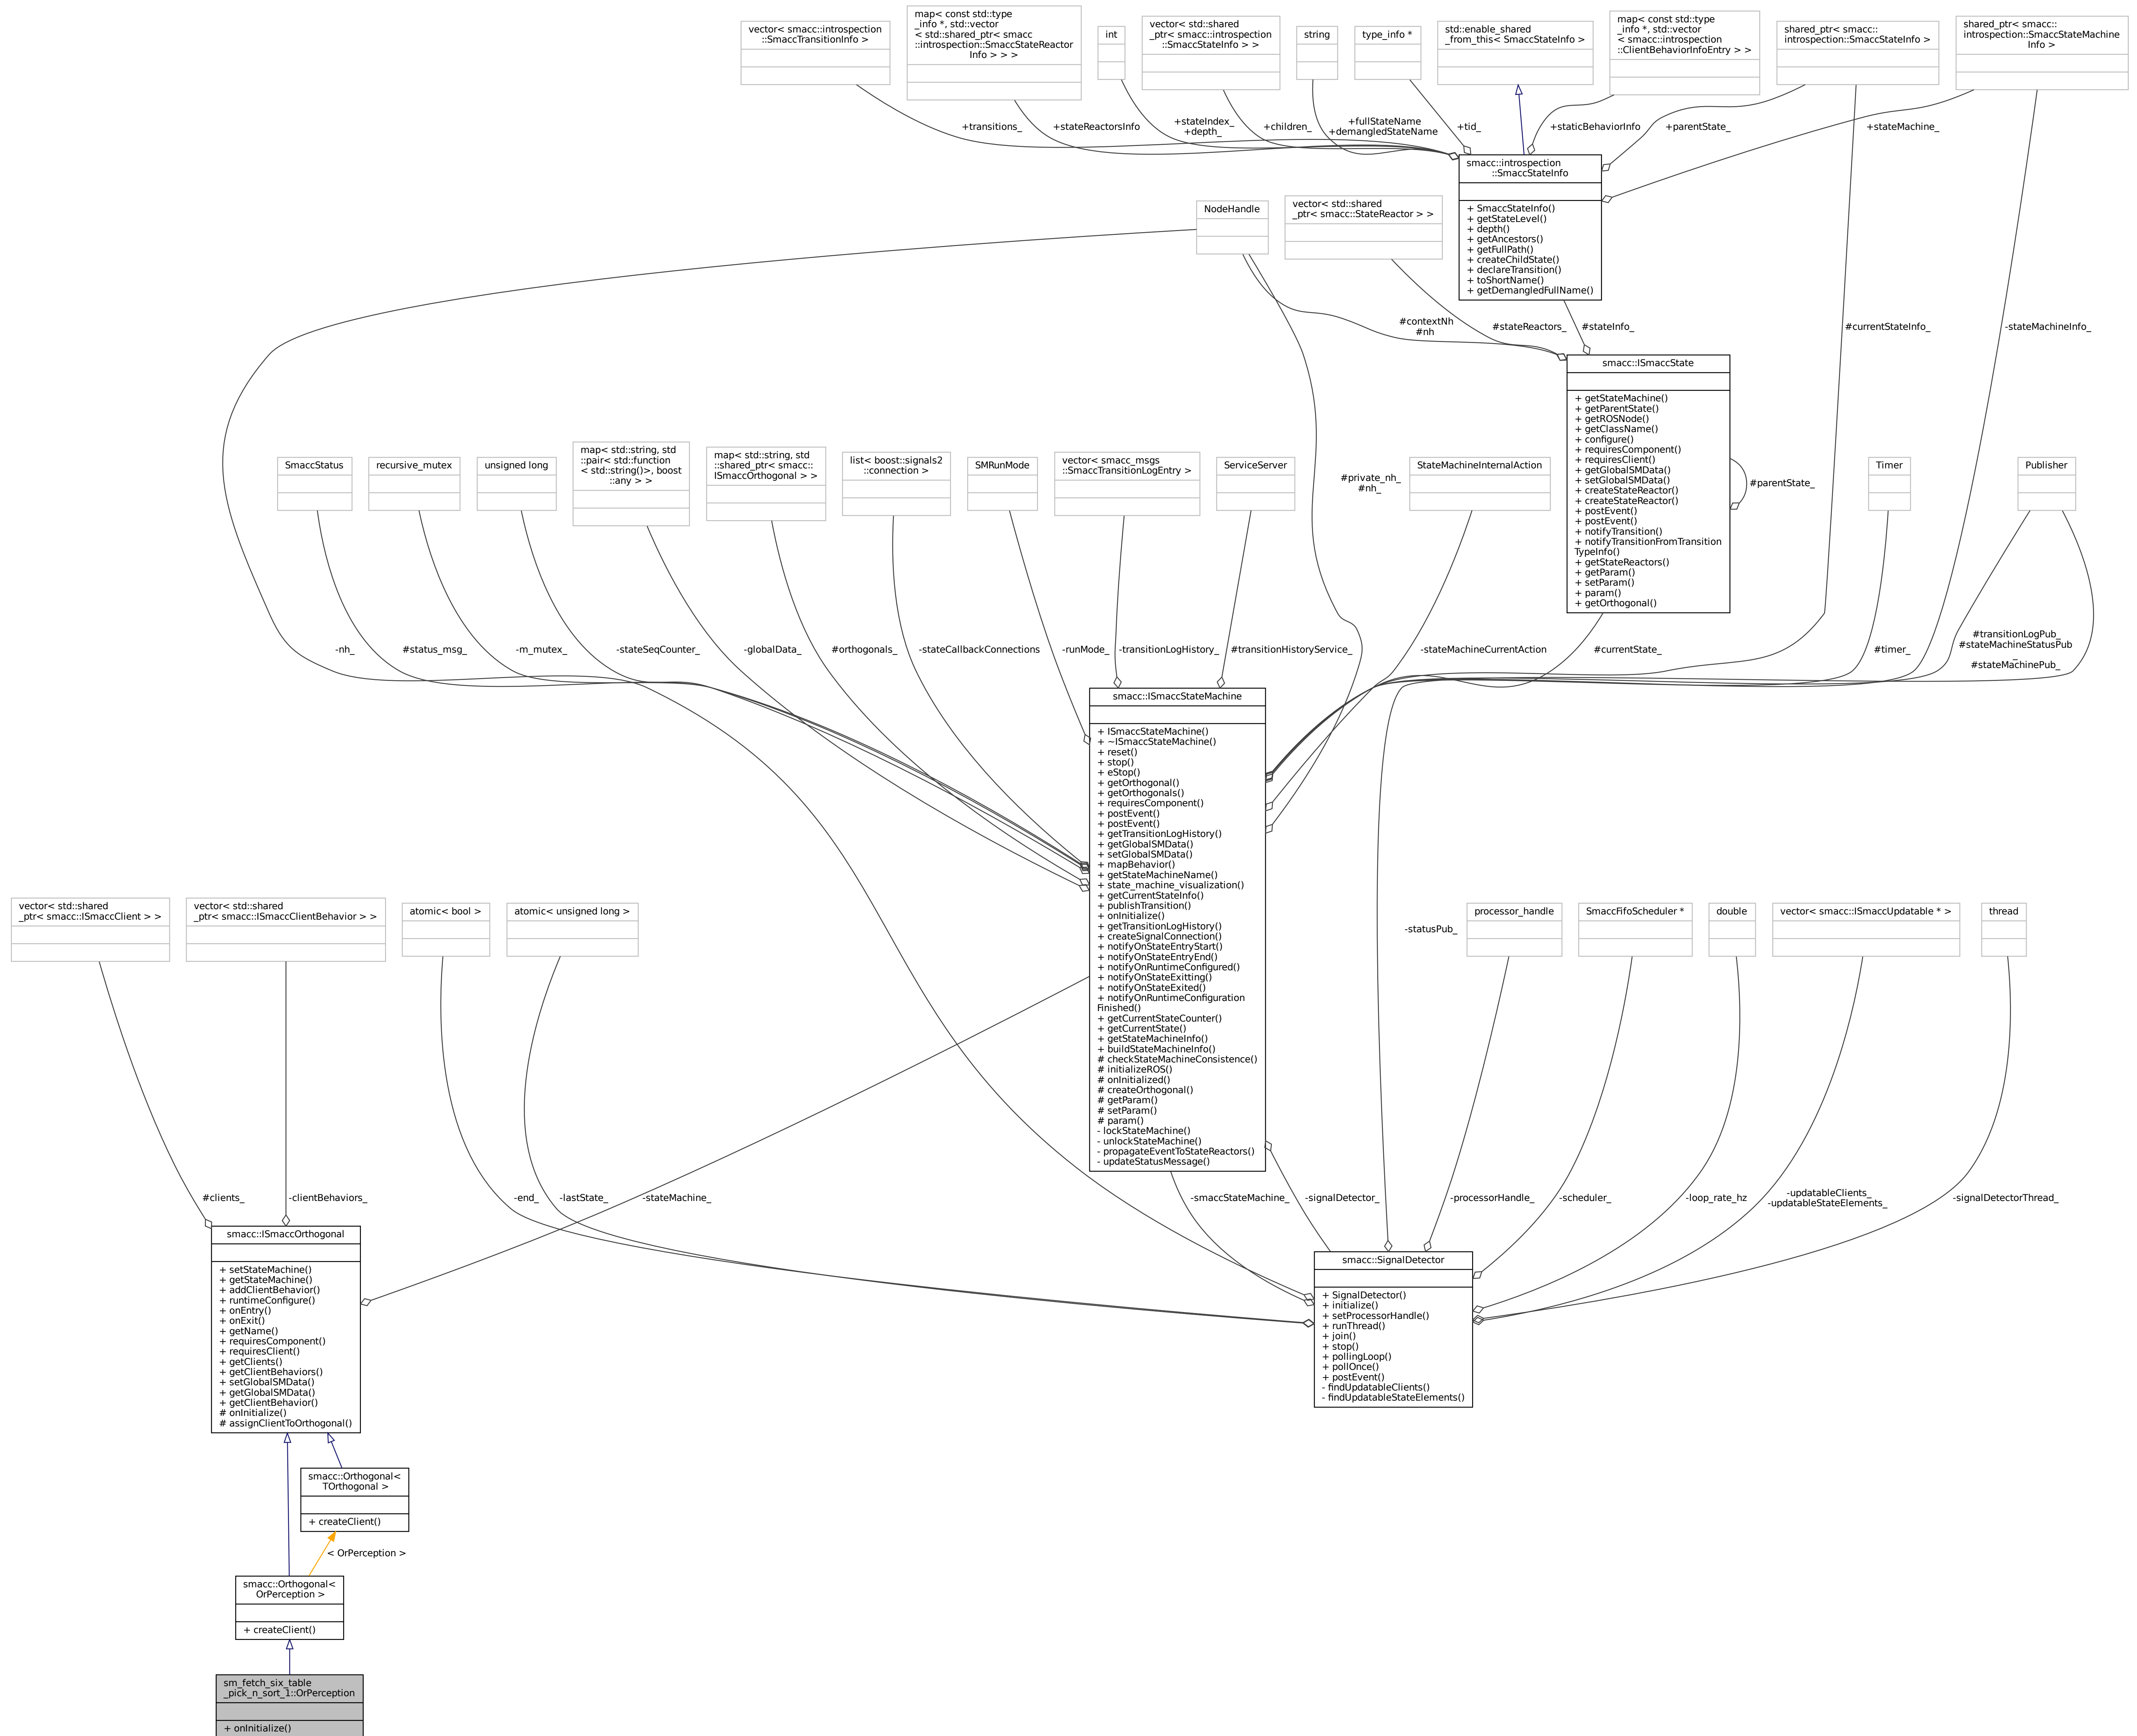 vector< smacc::introspection
::SmaccTransitionInfo >
map< const std::type
_info *, std::vector
< std::shared_ptr< smacc
::introspection::SmaccStateReactor
Info > > >
int
vector< std::shared
_ptr< smacc::introspection
::SmaccStateInfo > >
string
type_info *
std::enable_shared
_from_this< SmaccStateInfo >
map< const std::type
_info *, std::vector
< smacc::introspection
::ClientBehaviorInfoEntry > >
shared_ptr< smacc::
introspection::SmaccStateInfo >
shared_ptr< smacc::
introspection::SmaccStateMachine
Info >
+transitions_
+stateReactorsInfo
+stateIndex_
+depth_
+children_
+fullStateName
+demangledStateName
+tid_
+staticBehaviorInfo
+parentState_
+stateMachine_
smacc::introspection
::SmaccStateInfo
+ SmaccStateInfo()
+ getStateLevel()
+ depth()
+ getAncestors()
+ getFullPath()
+ createChildState()
+ declareTransition()
+ toShortName()
+ getDemangledFullName()
NodeHandle
vector< std::shared
_ptr< smacc::StateReactor > >
#contextNh
#nh
#stateReactors_
#stateInfo_
#currentStateInfo_
-stateMachineInfo_
smacc::ISmaccState
+ getStateMachine()
+ getParentState()
+ getROSNode()
+ getClassName()
+ configure()
+ requiresComponent()
+ requiresClient()
+ getGlobalSMData()
+ setGlobalSMData()
+ createStateReactor()
+ createStateReactor()
+ postEvent()
+ postEvent()
+ notifyTransition()
+ notifyTransitionFromTransition
TypeInfo()
+ getStateReactors()
+ getParam()
+ setParam()
+ param()
+ getOrthogonal()
#parentState_
SmaccStatus
recursive_mutex
unsigned long
map< std::string, std
::pair< std::function
< std::string()>, boost
::any > >
map< std::string, std
::shared_ptr< smacc::
ISmaccOrthogonal > >
list< boost::signals2
::connection >
SMRunMode
vector< smacc_msgs
::SmaccTransitionLogEntry >
ServiceServer
#private_nh_
#nh_
StateMachineInternalAction
Timer
Publisher
-nh_
#status_msg_
-m_mutex_
-stateSeqCounter_
-globalData_
#orthogonals_
-stateCallbackConnections
-runMode_
-transitionLogHistory_
#transitionHistoryService_
-stateMachineCurrentAction
#currentState_
#timer_
#transitionLogPub_
#stateMachineStatusPub
_
#stateMachinePub_
smacc::ISmaccStateMachine
+ ISmaccStateMachine()
+ ~ISmaccStateMachine()
+ reset()
+ stop()
+ eStop()
+ getOrthogonal()
+ getOrthogonals()
+ requiresComponent()
+ postEvent()
+ postEvent()
+ getTransitionLogHistory()
+ getGlobalSMData()
+ setGlobalSMData()
+ mapBehavior()
+ getStateMachineName()
+ state_machine_visualization()
+ getCurrentStateInfo()
+ publishTransition()
+ onInitialize()
+ getTransitionLogHistory()
+ createSignalConnection()
+ notifyOnStateEntryStart()
+ notifyOnStateEntryEnd()
+ notifyOnRuntimeConfigured()
+ notifyOnStateExitting()
+ notifyOnStateExited()
+ notifyOnRuntimeConfiguration
Finished()
+ getCurrentStateCounter()
+ getCurrentState()
+ getStateMachineInfo()
+ buildStateMachineInfo()
# checkStateMachineConsistence()
# initializeROS()
# onInitialized()
# createOrthogonal()
# getParam()
# setParam()
# param()
- lockStateMachine()
- unlockStateMachine()
- propagateEventToStateReactors()
- updateStatusMessage()
vector< std::shared
_ptr< smacc::ISmaccClient > >
vector< std::shared
_ptr< smacc::ISmaccClientBehavior > >
atomic< bool >
atomic< unsigned long >
-statusPub_
processor_handle
SmaccFifoScheduler *
double
vector< smacc::ISmaccUpdatable * >
thread
#clients_
-clientBehaviors_
-end_
-lastState_
-stateMachine_
-smaccStateMachine_
-signalDetector_
-processorHandle_
-scheduler_
-loop_rate_hz
-updatableClients_
-updatableStateElements_
-signalDetectorThread_
smacc::ISmaccOrthogonal
+ setStateMachine()
+ getStateMachine()
+ addClientBehavior()
+ runtimeConfigure()
+ onEntry()
+ onExit()
+ getName()
+ requiresComponent()
+ requiresClient()
+ getClients()
+ getClientBehaviors()
+ setGlobalSMData()
+ getGlobalSMData()
+ getClientBehavior()
# onInitialize()
# assignClientToOrthogonal()
smacc::SignalDetector
+ SignalDetector()
+ initialize()
+ setProcessorHandle()
+ runThread()
+ join()
+ stop()
+ pollingLoop()
+ pollOnce()
+ postEvent()
- findUpdatableClients()
- findUpdatableStateElements()
smacc::Orthogonal<
TOrthogonal >
+ createClient()
< OrPerception >
smacc::Orthogonal<
OrPerception >
+ createClient()
sm_fetch_six_table
_pick_n_sort_1::OrPerception
+ onInitialize()